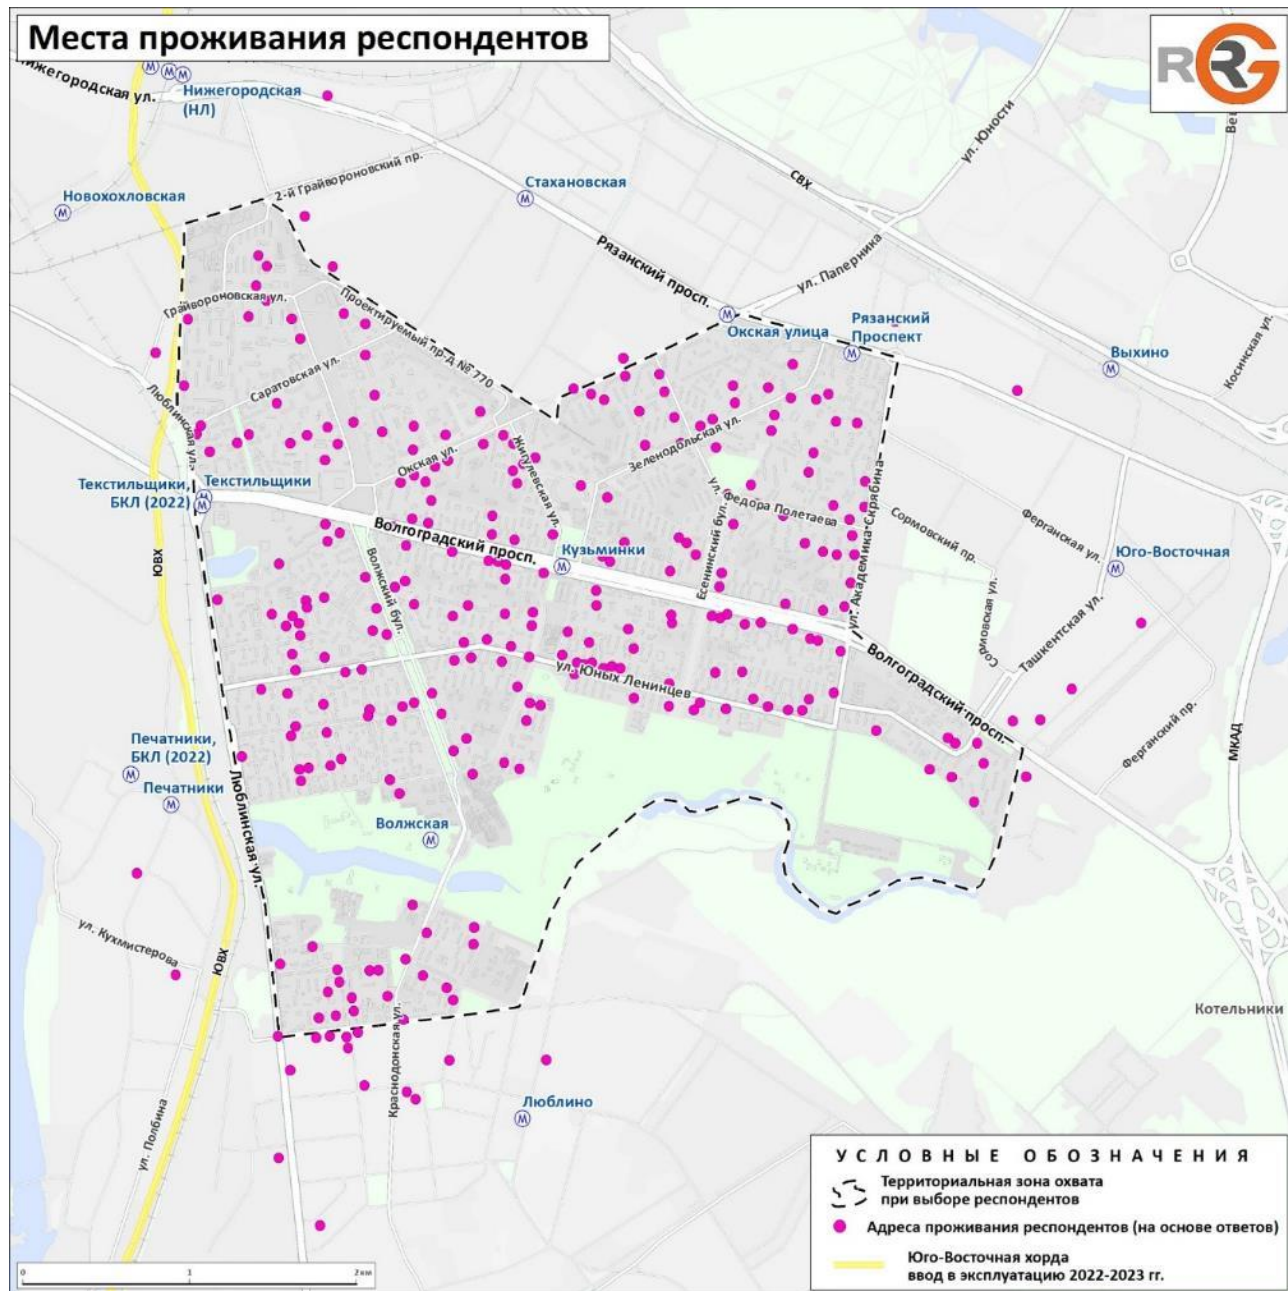 Места проживания респондентов
RRG
Нижегородская ул.
Нижегородская
(НЛ)
2-й Грайвороновский пр.
ул. Юности
Новохохловская
Стахановская
СВХ
Рязанский просп.
ул. Паперника
Грайвороновская ул.
Проектируемый пр-д № 770
Окская улица
Рязанский
Проспект
Выхино
Косинская ул.
Саратовская ул.
Люблинская ул.
Окская ул.
Жигулевская ул.
Зеленодольская ул.
Текстильщики,
БКЛ (2022)
Текстильщики
ул. Федора Полетаева
Сормовский пр.
Ферганская ул.
ЮВХ
Волгоградский просп.
Кузьминки
Есенинский бул.
ул. Академика Скрябина
Юго-Восточная
Волжский бул.
Сормовская ул.
Ташкентская ул.
ул. Юных Ленинцев
Волгоградский просп.
Ферганский пр.
МКАД
Печатники,
БКЛ (2022)
Печатники
Люблинская ул.
Волжская
ул. Кухмистерова
ЮВХ
Котельники
Краснодонская ул.
Люблино
ул. Полбина
УСЛОВНЫЕ ОБОЗНАЧЕНИЯ
Территориальная зона охвата
при выборе респондентов
Адреса проживания респондентов (на основе ответов)
Юго-Восточная хорда
ввод в эксплуатацию 2022-2023 гг.
0 1 2км